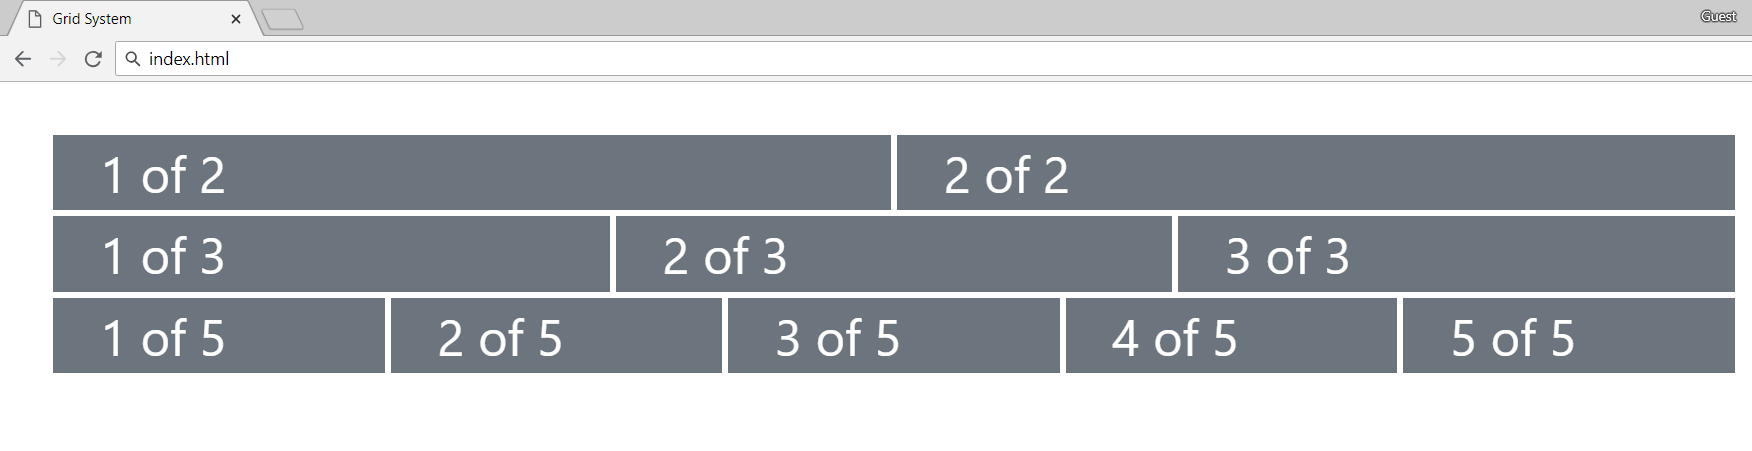 Grid System
Guest
index.html
1 of 2 2 of 2
1 of 3 2 of 3 3 of 3
1 of 5 2 of 5 3 of 5 4 of 5 5 of 5